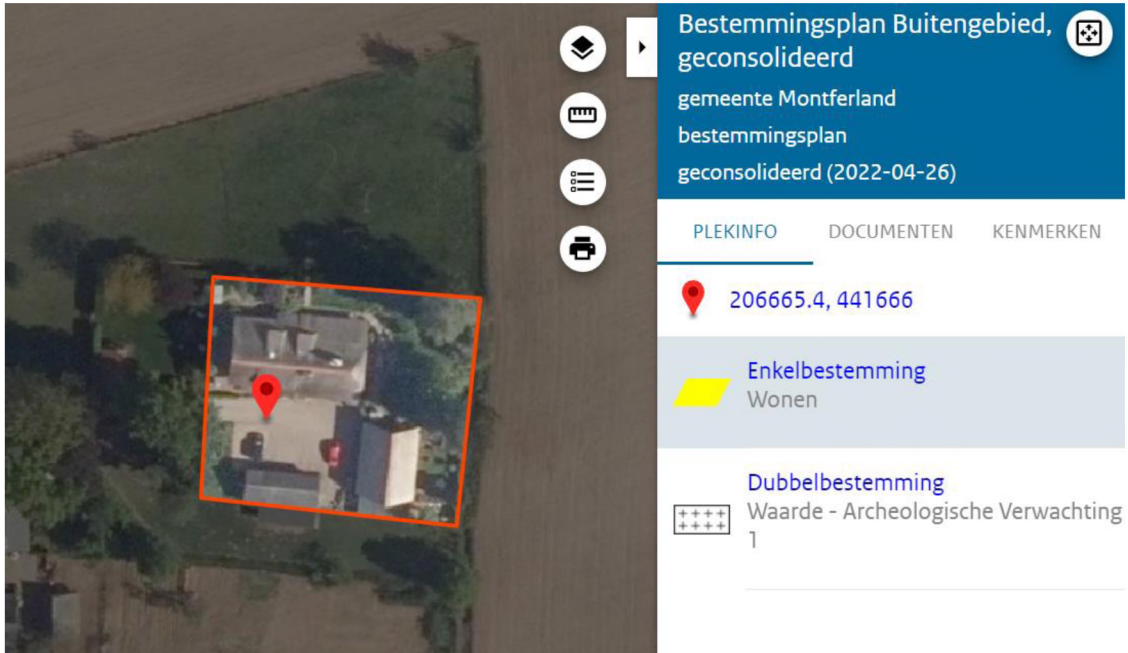 Bestemmingsplan Buitengebied,
geconsolideerd
gemeente Montferland
bestemmingsplan
geconsolideerd (2022-04-26)
PLEKINFO DOCUMENTEN KENMERKEN
206665.4, 441666
Enkelbestemming
Wonen
Dubbelbestemming
Waarde - Archeologische Verwachting
1